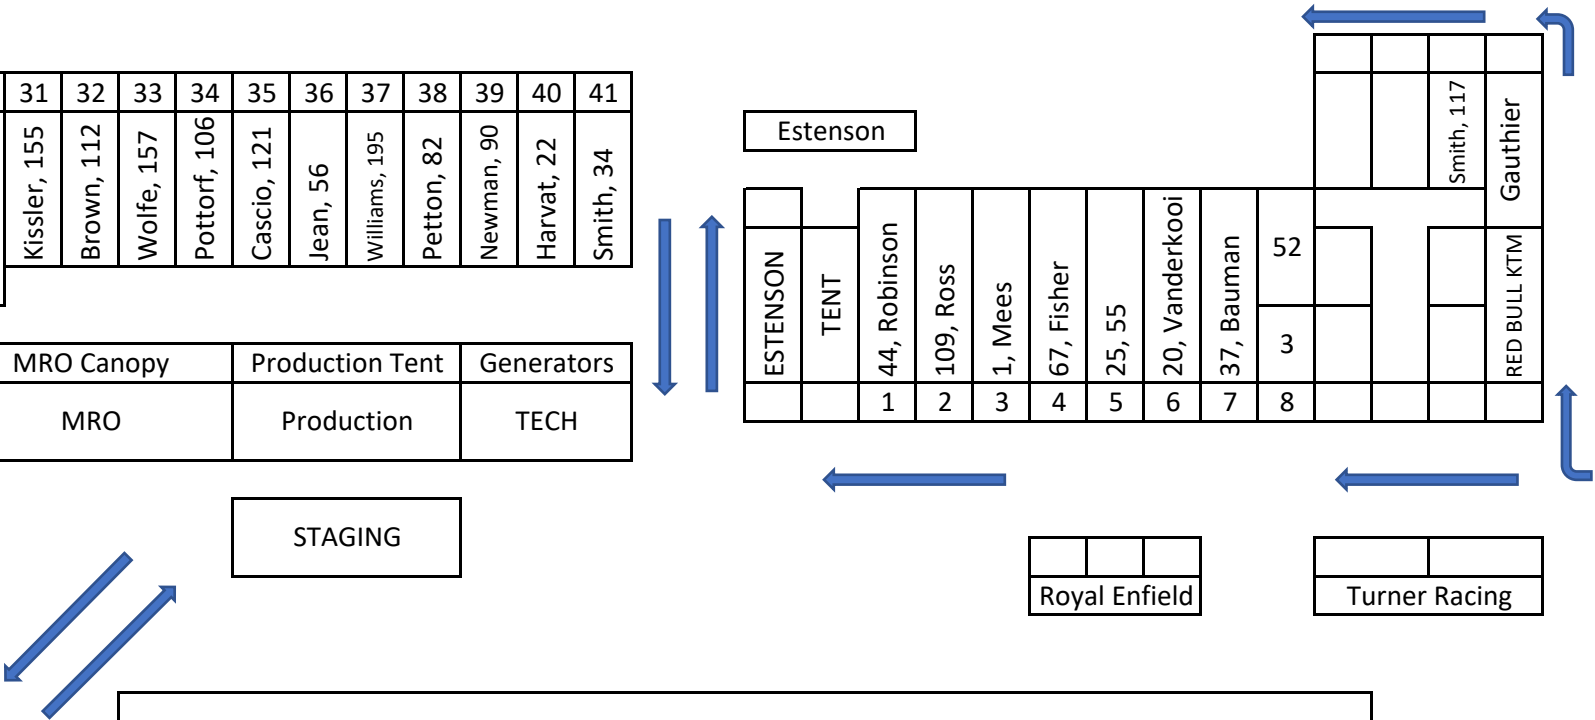 31 32 33 34 35 36 37 38 39 40 41
Kissler, 155
Brown, 112
Wolfe, 157
Pottorf, 106
Cascio, 121
Jean, 56
Williams, 195
Petton, 82
Newman, 90
Harvat, 22
Smith, 34
MRO Canopy
Production Tent
Generators
MRO
Production
TECH
STAGING
Estenson
ESTENSON
TENT
44, Robinson
109, Ross
1, Mees
67, Fisher
25, 55
20, Vanderkooi
37, Bauman
52
3
1 2 3 4 5 6 7 8
Smith, 117
Gauthier
RED BULL KTM
Royal Enfield
Turner Racing